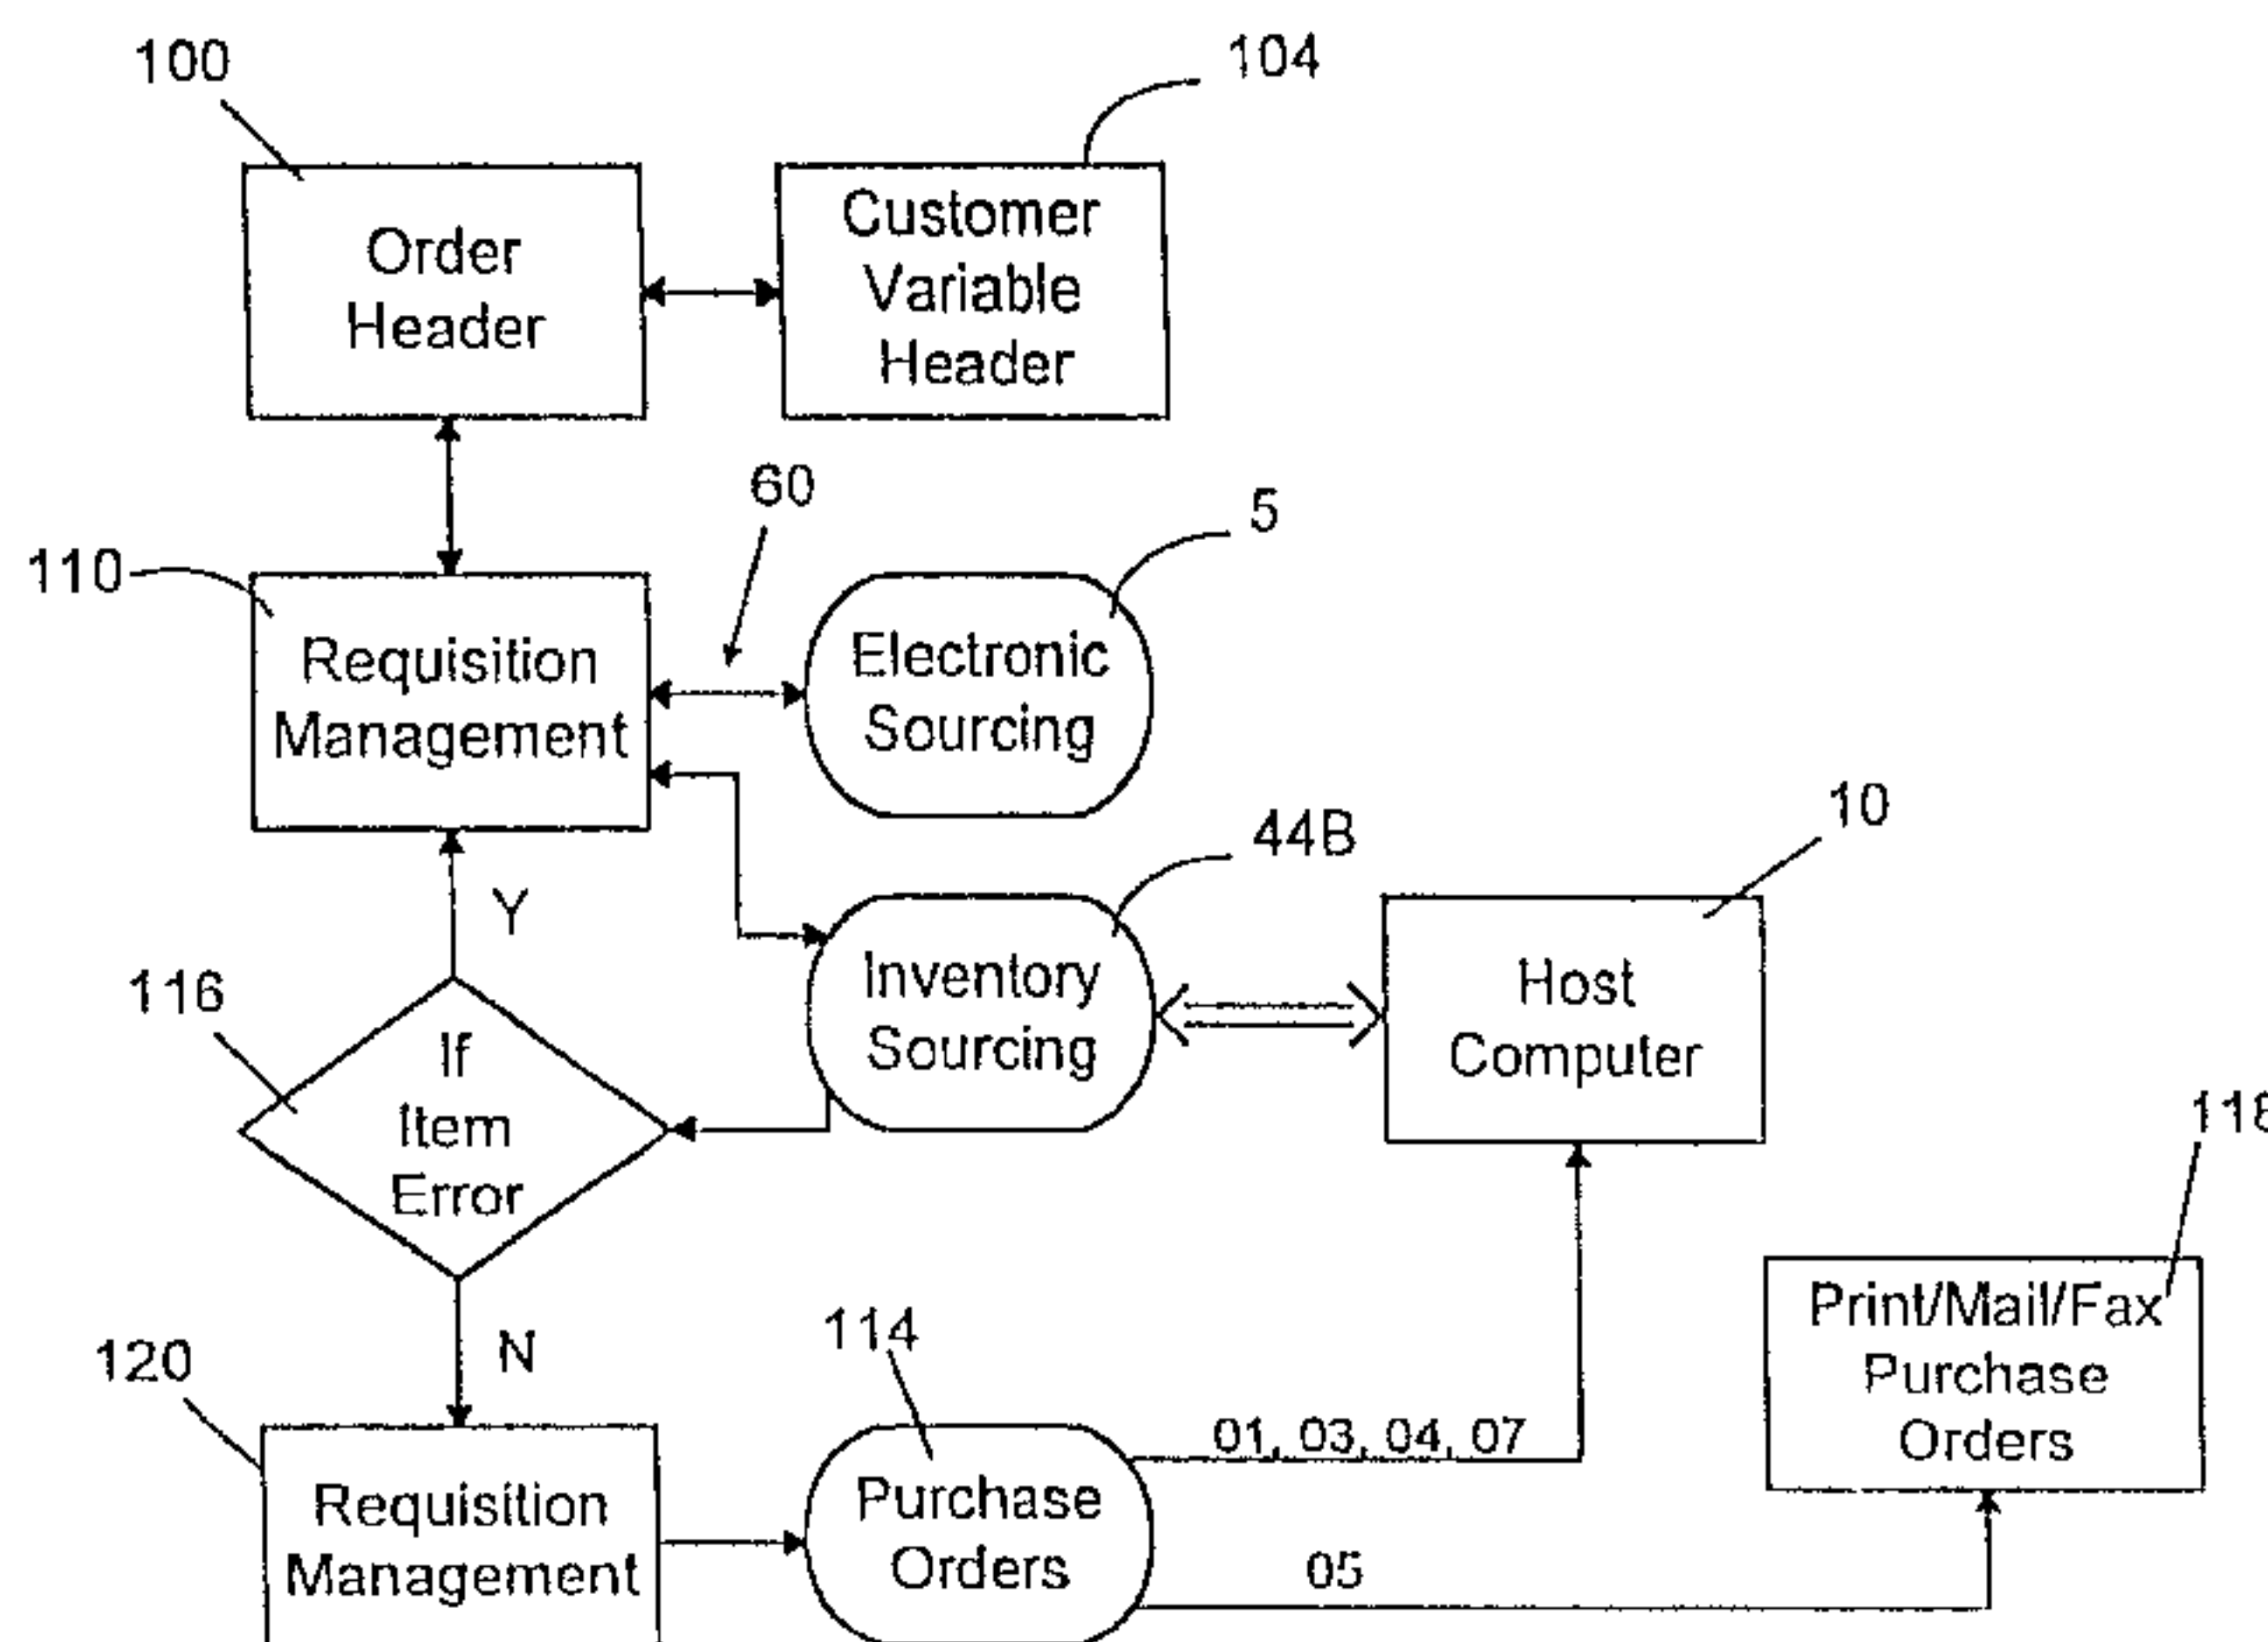 100
104
Order
Header
Customer
Variable
Header
60
5
110
Requisition
Management
Electronic
Sourcing
10
44B
Y
Inventory
Sourcing
Host
Computer
116
If
Item
Error
118
N
120
114
01, 03, 04, 07
Print/Mail/Fax
Purchase
Orders
Requisition
Management
Purchase
Orders
05